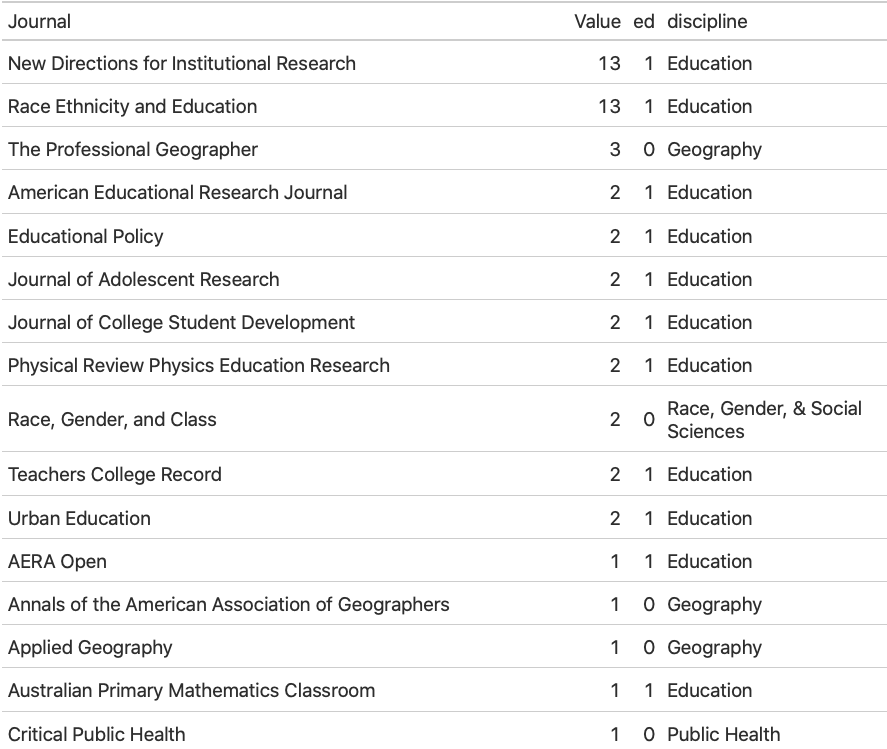 Journal Value ed discipline
New Directions for Institutional Research 13 1 Education
Race Ethnicity and Education 13 1 Education
The Professional Geographer 3 0 Geography
American Educational Research Journal 2 1 Education
Educational Policy 2 1 Education
Journal of Adolescent Research 2 1 Education
Journal of College Student Development 2 1 Education
Physical Review Physics Education Research 2 1 Education
Race, Gender, and Class 2 0 Race, Gender, & Social
Sciences
Teachers College Record 2 1 Education
Urban Education 2 1 Education
AERA Open 1 1 Education
Annals of the American Association of Geographers 1 0 Geography
Applied Geography 1 0 Geography
Australian Primary Mathematics Classroom 1 1 Education
Critical Public Health 1 0 Public Health